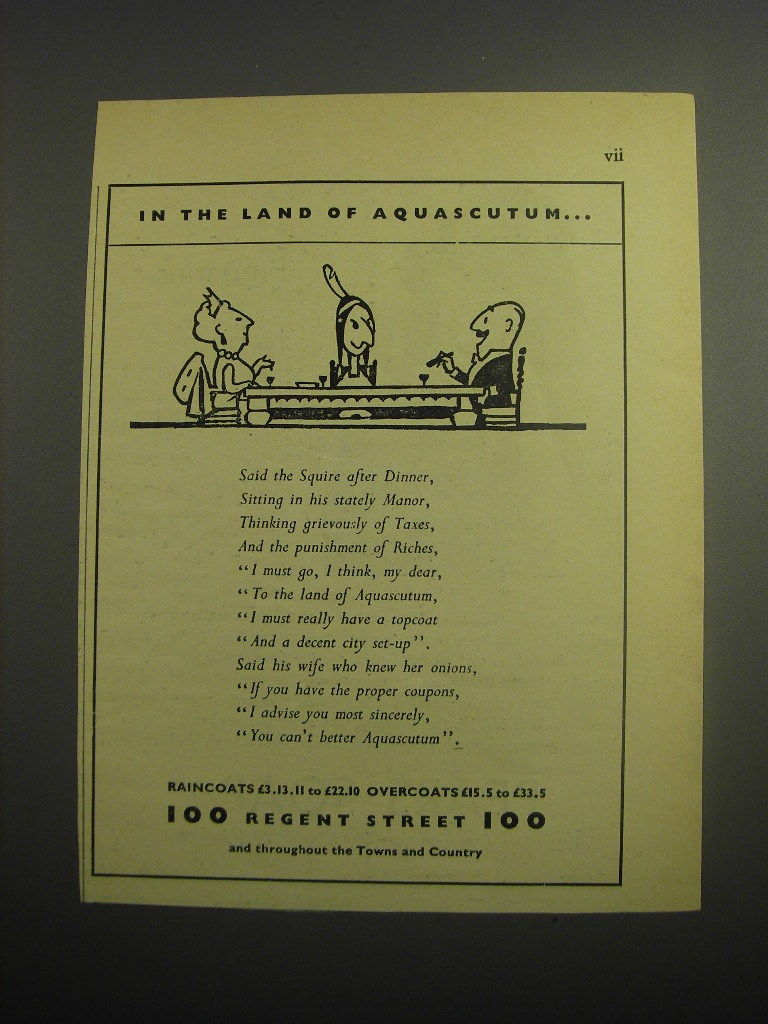 vii
IN THE LAND OF AQUASCUTUM...
Said the Squire after Dinner,
Sitting in his stately Manor,
Thinking grievously of Taxes,
And the punishment of Riches,
“I must go, I think, my dear,
“To the land of Aquascutum,
“I must really have a topcoat
“And a decent city set-up”.
Said his wife who knew her onions,
“If you have the proper coupons,
“I advise you most sincerely,
“You can't better Aquascutum”.
RAINCOATS £3.13.11 to £22.10 OVERCOATS £15.5 to £33.5
100 REGENT STREET 100
and throughout the Towns and Country